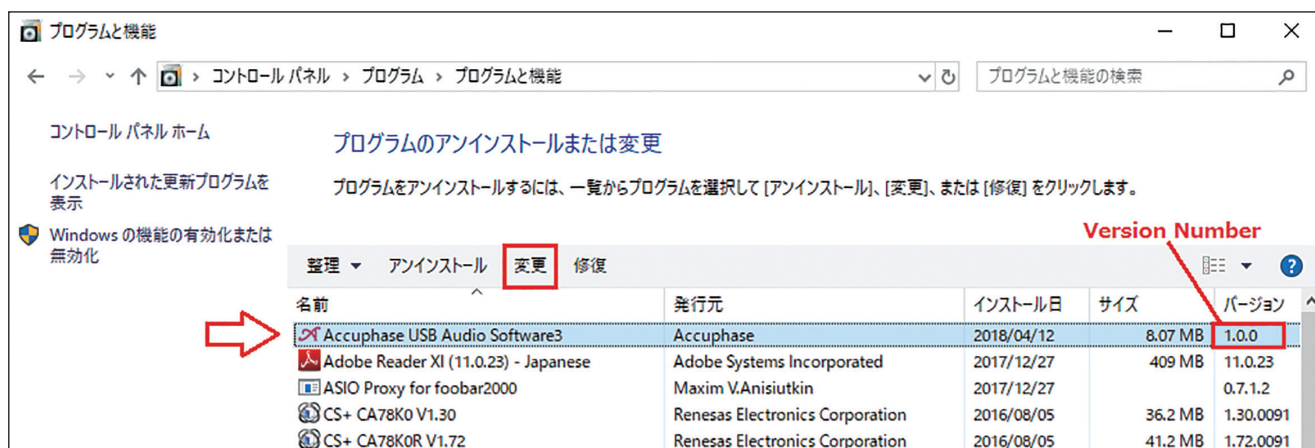 プログラムと機能
コントロール パネル › プログラム › プログラムと機能
プログラムと機能の検索
コントロール パネル ホーム
インストールされた更新プログラムを
表示
Windows の機能の有効化または
無効化
プログラムのアンインストールまたは変更
プログラムをアンインストールするには、一覧からプログラムを選択して [アンインストール]、[変更]、または [修復] をクリックします。
Version Number
整理 アンインストール 変更 修復
名前 発行元 インストール日 サイズ バージョン
Accuphase USB Audio Software3 Accuphase 2018/04/12 8.07 MB 1.0.0
Adobe Reader XI (11.0.23) - Japanese Adobe Systems Incorporated 2017/12/27 409 MB 11.0.23
ASIO Proxy for foobar2000 Maxim V.Anisiutkin 2017/12/27 0.7.1.2
CS+ CA78K0 V1.30 Renesas Electronics Corporation 2016/08/05 36.2 MB 1.30.0091
CS+ CA78K0R V1.72 Renesas Electronics Corporation 2016/08/05 41.2 MB 1.72.0091